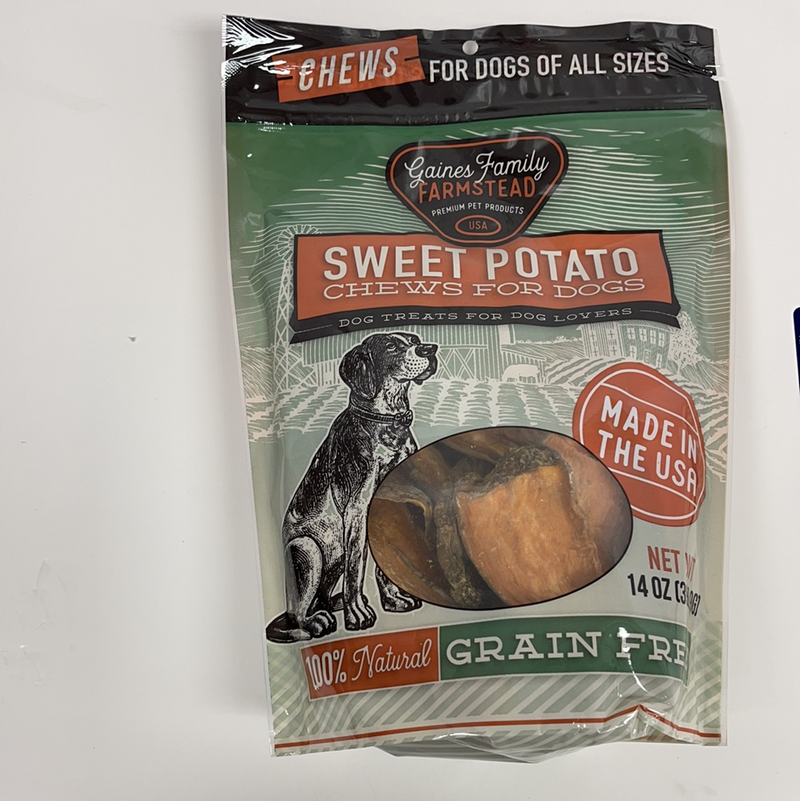 CHEWS FOR DOGS OF ALL SIZES
Gaines Family
FARMSTEAD
PREMIUM PET PRODUCTS
USA
SWEET POTATO
CHEWS FOR DOGS
DOG TREATS FOR DOG LOVERS
MADE IN
THE USA
NET
14 OZ
100% Natural GRAIN